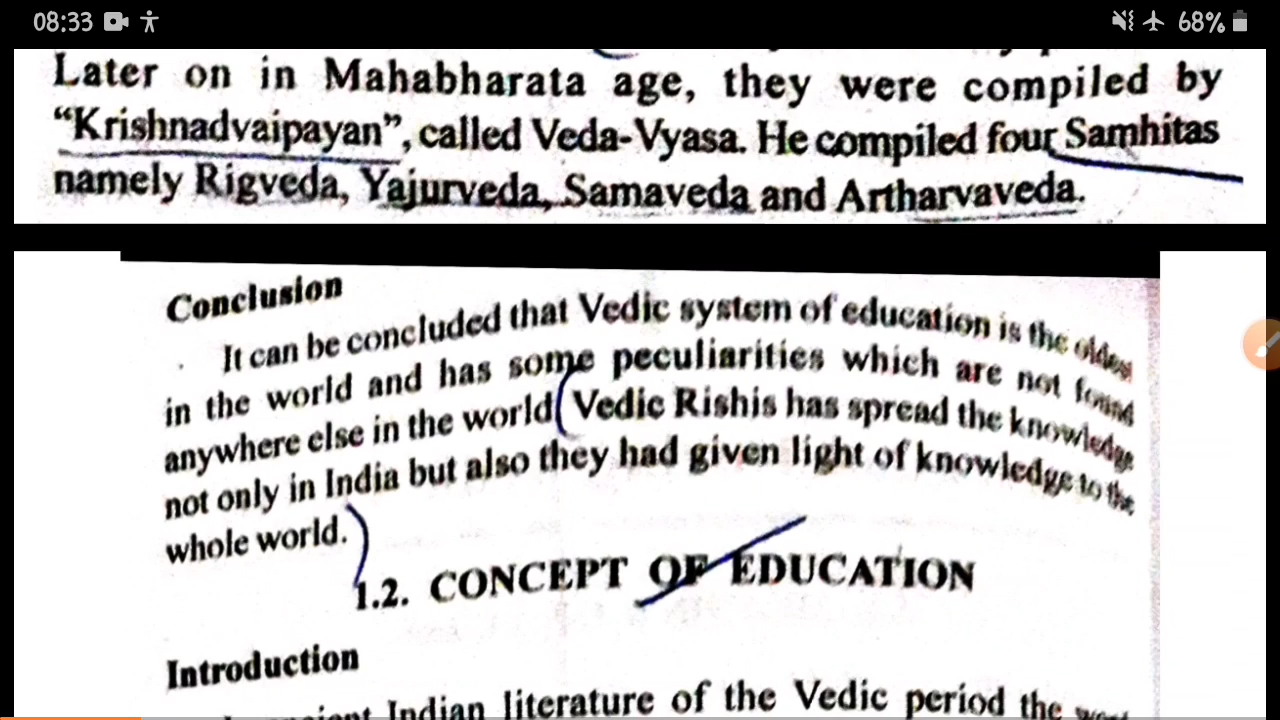 08:33 68%
Later on in Mahabharata age, they were compiled by
“Krishnadvaipayan”, called Veda-Vyasa. He compiled four Samhitas
namely Rigveda, Yajurveda, Samaveda and Artharvaveda.
Conclusion
It can be concluded that Vedic system of education is the oldest
in the world and has some peculiarities which are not found
anywhere else in the world (Vedic Rishis has spread the knowledge
not only in India but also they had given light of knowledge to the
whole world.)
1.2. CONCEPT OF EDUCATION
Introduction
Indian literature of the Vedic period the